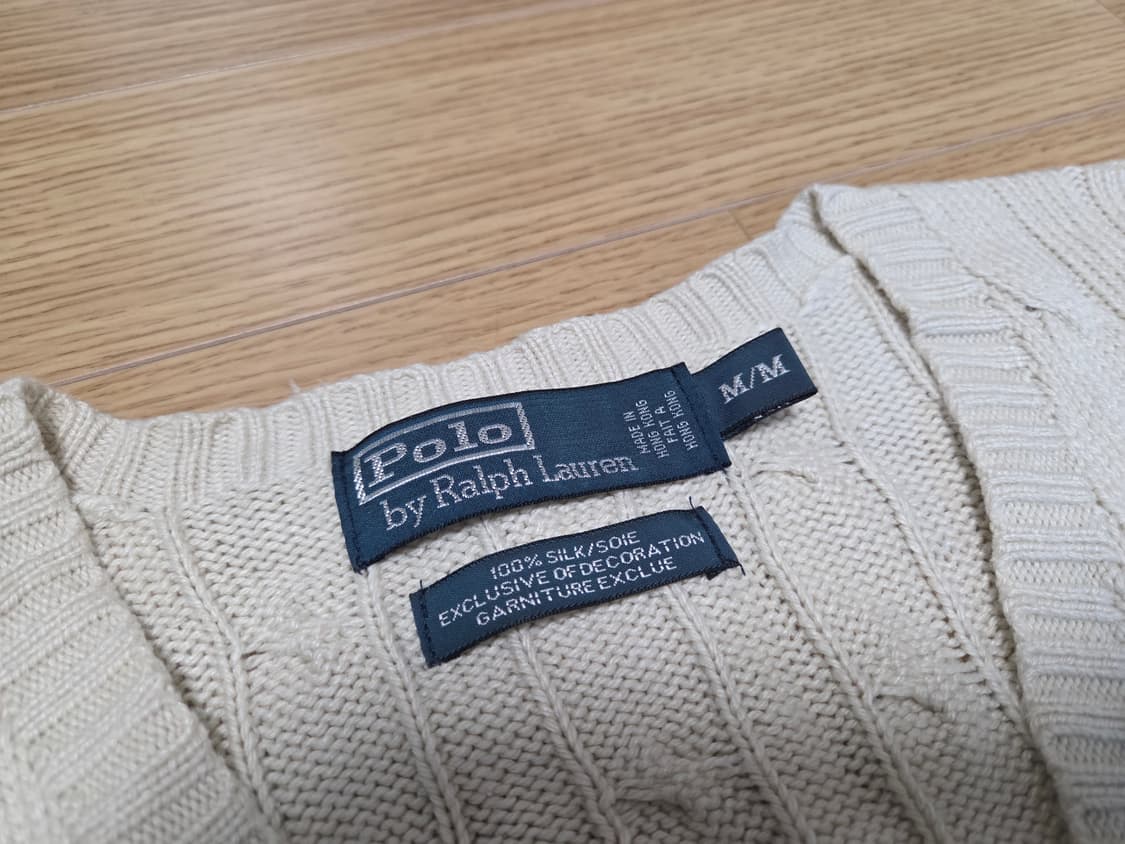 Polo
by Ralph Lauren
MADE IN
HONG KONG
FAIT A
HONG KONG
M/M
100% SILK/SOIE
EXCLUSIVE OF DECORATION
GARNITURE EXCLUE